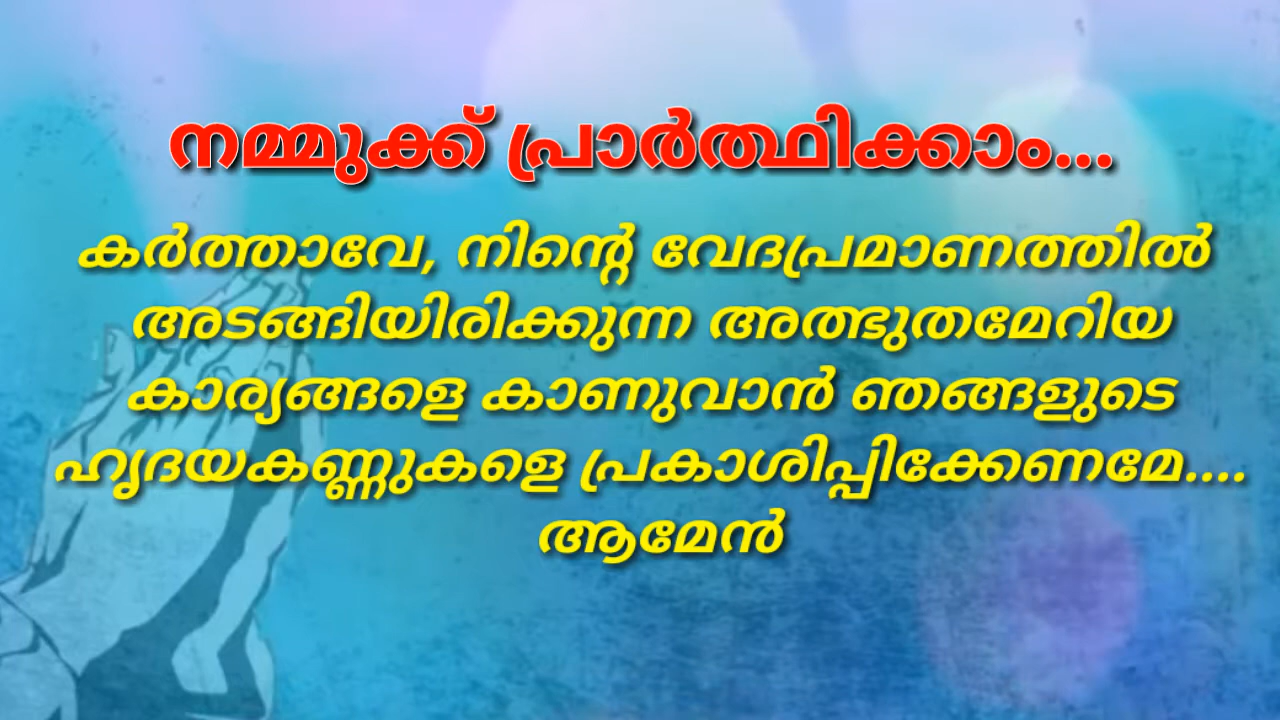 നമ്മുക്ക് പ്രാർത്ഥിക്കാം...
കർത്താവേ, നിന്റെ വേദപ്രമാണത്തിൽ
അടങ്ങിയിരിക്കുന്ന അത്ഭുതമേറിയ
കാര്യങ്ങളെ കാണുവാൻ ഞങ്ങളുടെ
ഹൃദയകണ്ണുകളെ പ്രകാശിപ്പിക്കേണമേ....
ആമേൻ